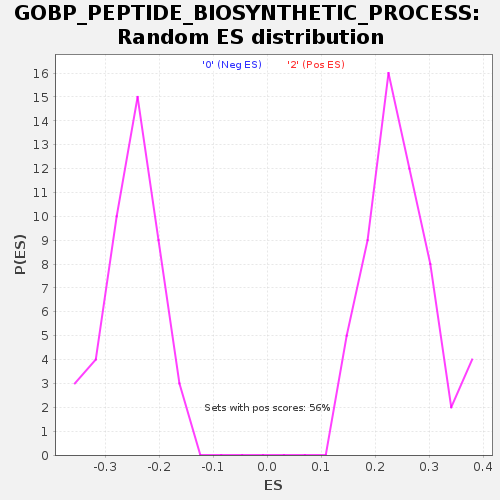 GOBP_PEPTIDE_BIOSYNTHETIC_PROCESS:
Random ES distribution
'0' (Neg ES) '2' (Pos ES)
16
15
14
13
12
11
10
9
8
7
6
5
4
3
2
1
0
P(ES)
Sets with pos scores: 56%
-0.3 -0.2 -0.1 0.0 0.1 0.2 0.3 0.4
ES